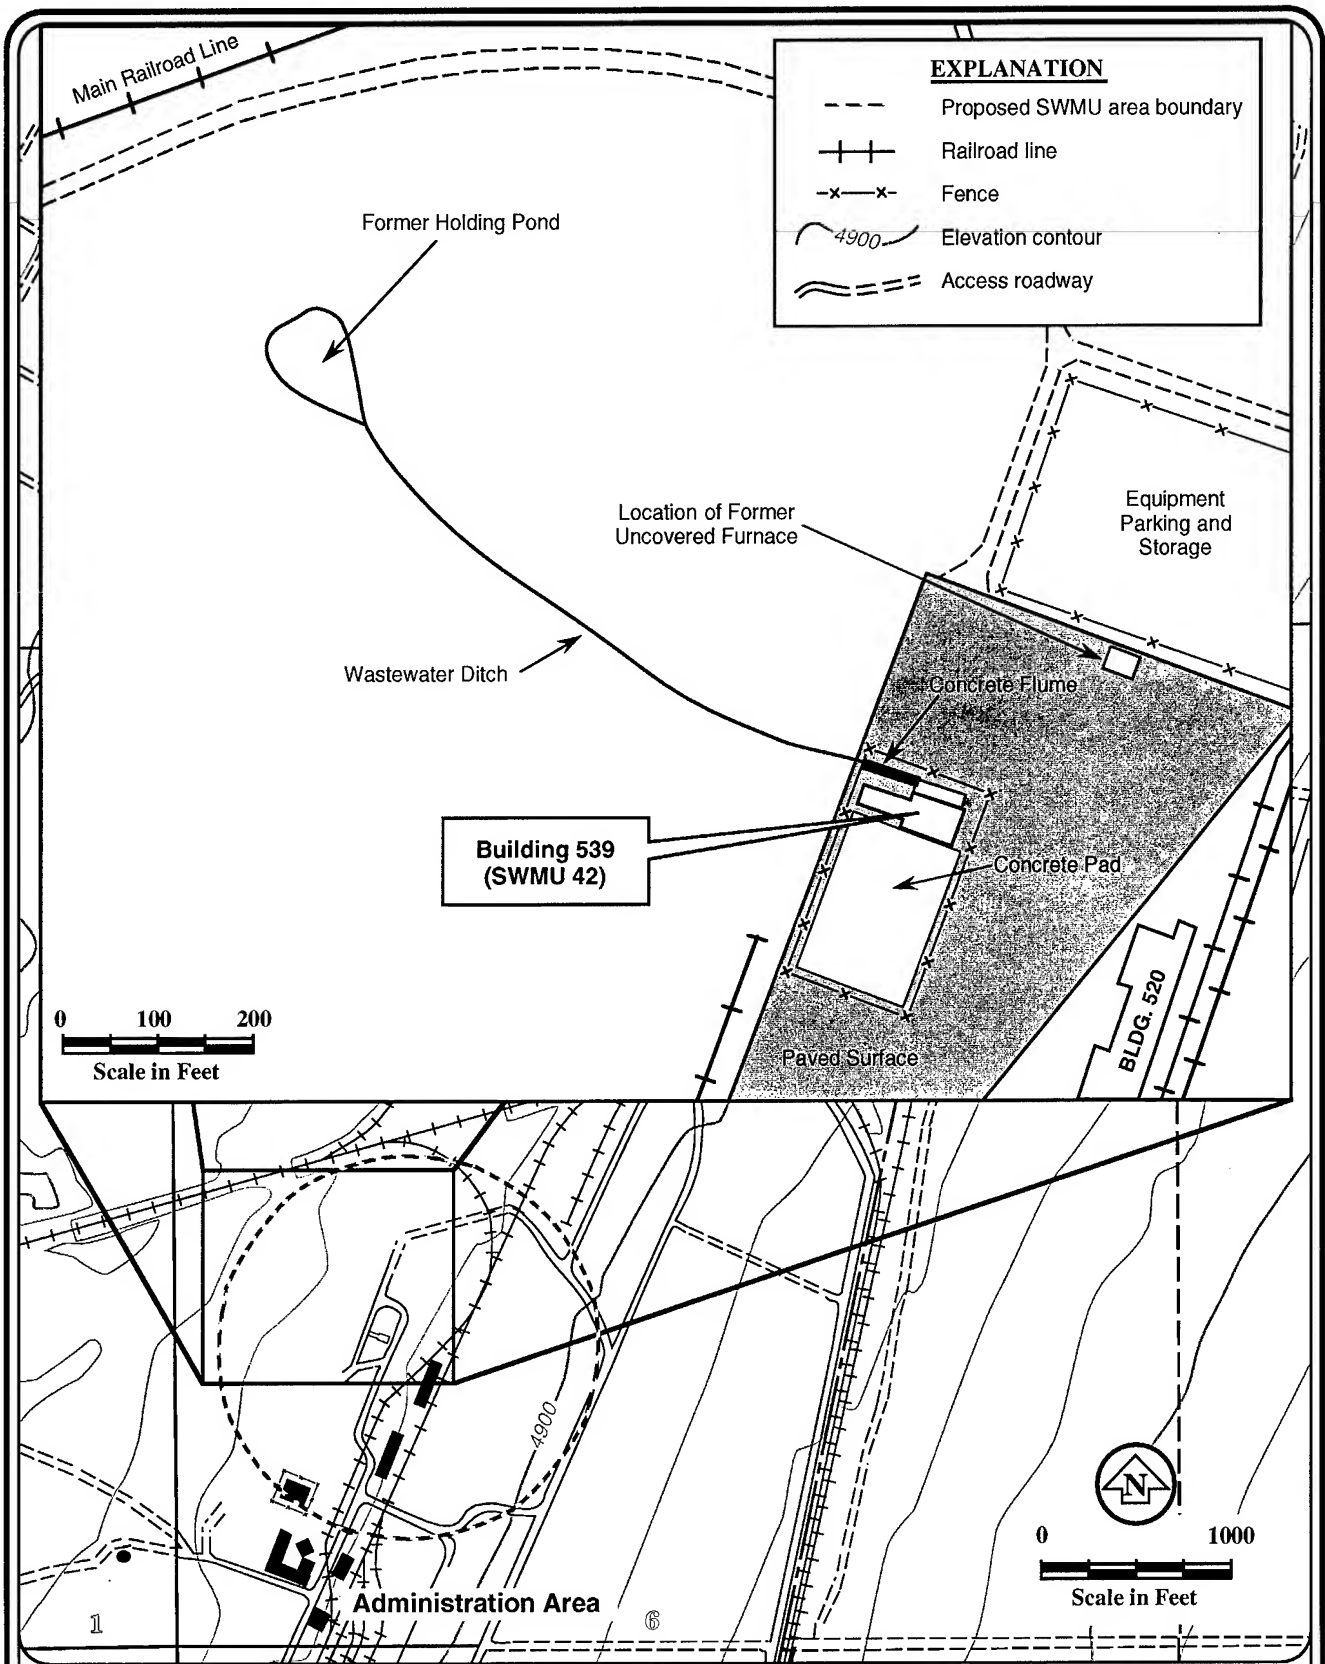 Main Railroad Line
EXPLANATION
Proposed SWMU area boundary
Railroad line
Fence
4900
Elevation contour
Access roadway
Former Holding Pond
Location of Former
Uncovered Furnace
Equipment
Parking and
Storage
Wastewater Ditch
Concrete Flume
Building 539
(SWMU 42)
Concrete Pad
BLDG. 520
0 100 200
Scale in Feet
Paved Surface
4900
N
0 1000
Scale in Feet
Administration Area
1
6